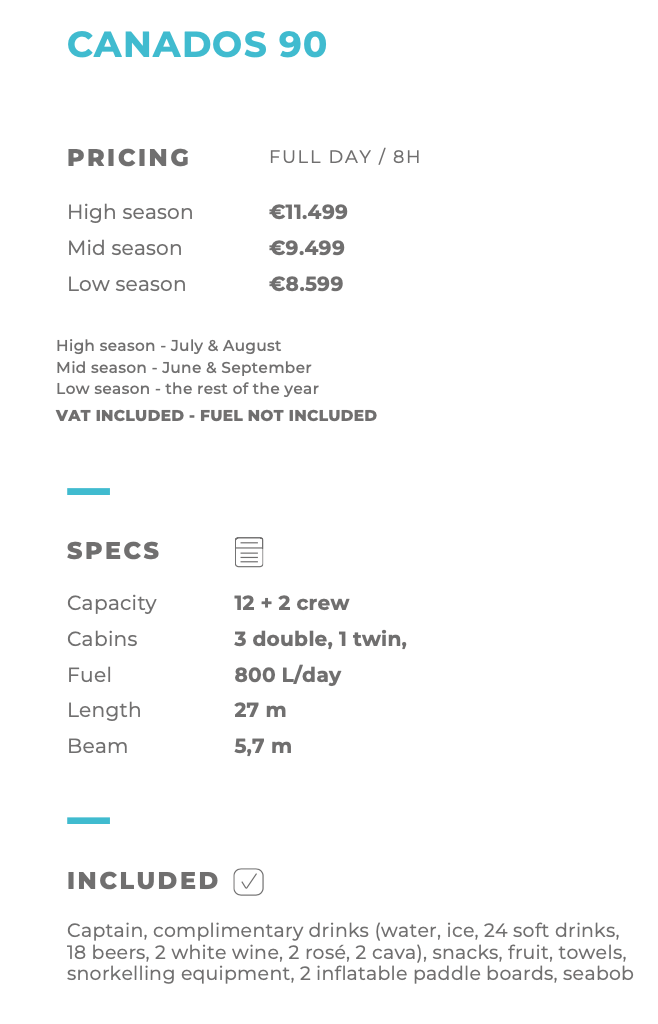 CANADOS 90
PRICING FULL DAY / 8H
High season €11.499
Mid season €9.499
Low season €8.599
High season - July & August
Mid season - June & September
Low season - the rest of the year
VAT INCLUDED - FUEL NOT INCLUDED
SPECS
Capacity 12 + 2 crew
Cabins 3 double, 1 twin,
Fuel 800 L/day
Length 27 m
Beam 5,7 m
INCLUDED
Captain, complimentary drinks (water, ice, 24 soft drinks,
18 beers, 2 white wine, 2 rosé, 2 cava), snacks, fruit, towels,
snorkelling equipment, 2 inflatable paddle boards, seabob